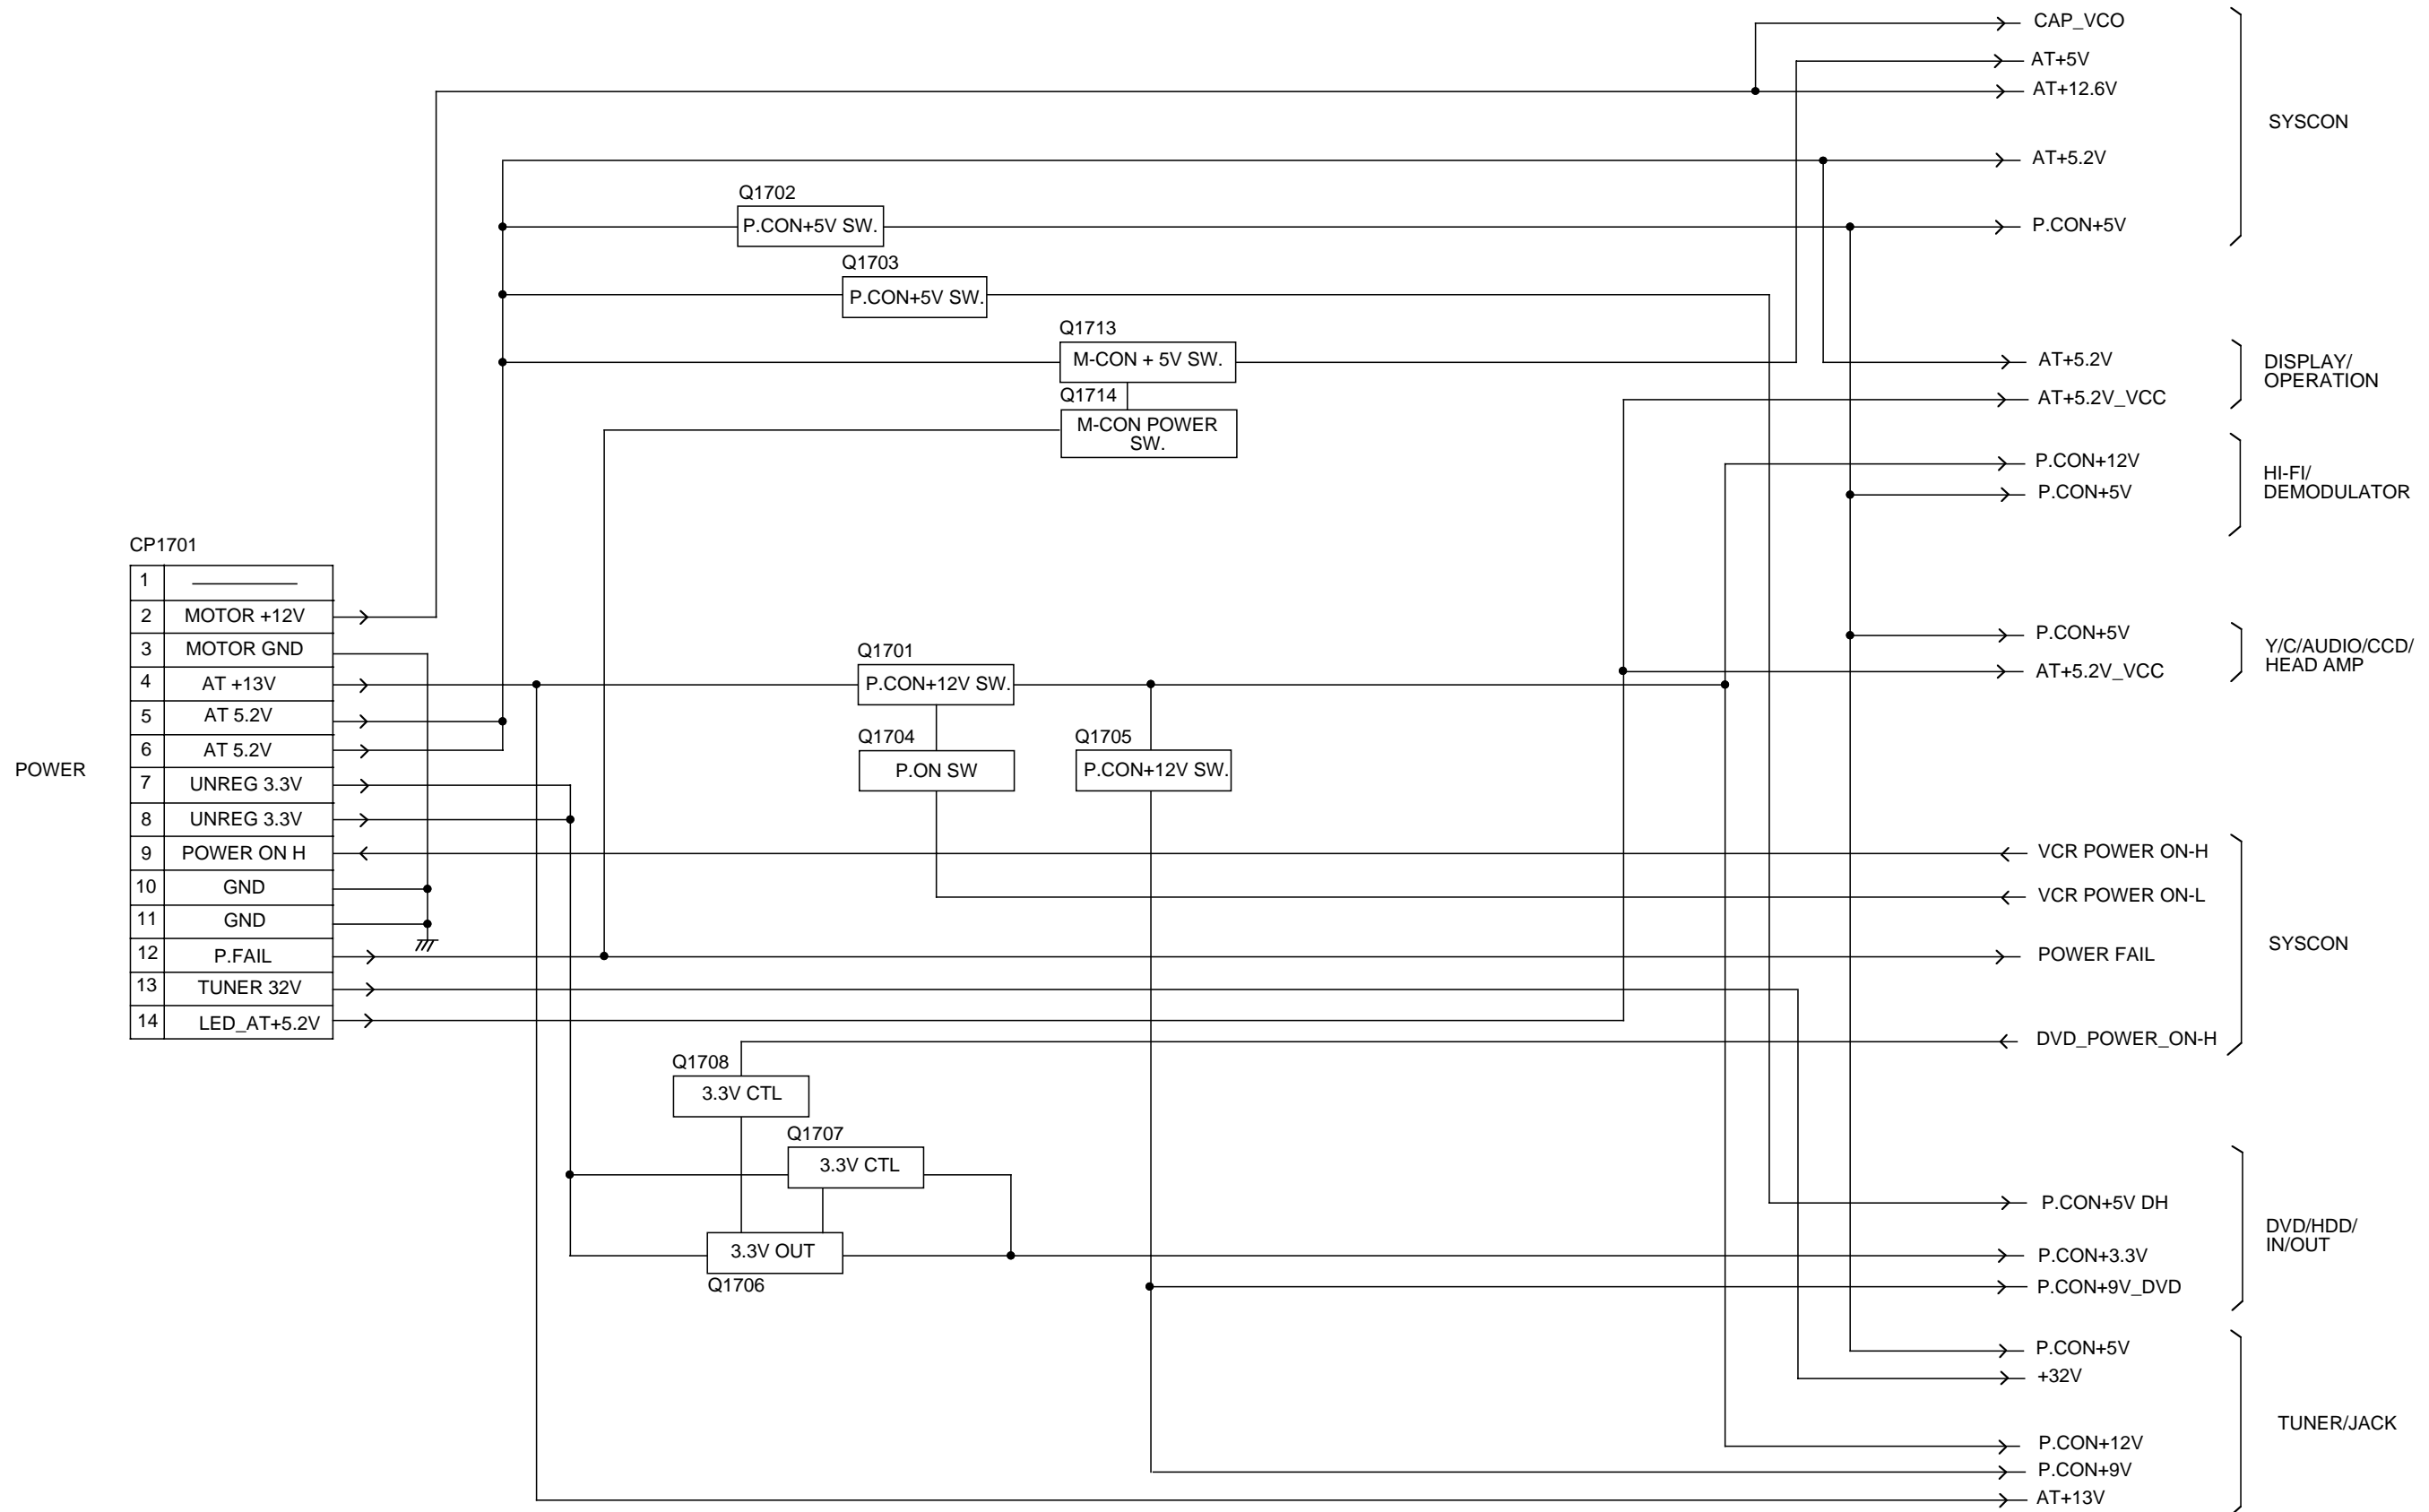 CAP_VCO
AT+5V
AT+12.6V
SYSCON
AT+5.2V
Q1702
P.CON+5V SW.
P.CON+5V
Q1703
P.CON+5V SW.
Q1713
M-CON + 5V SW.
AT+5.2V
DISPLAY/
OPERATION
Q1714
AT+5.2V_VCC
M-CON POWER
SW.
P.CON+12V
HI-FI/
DEMODULATOR
P.CON+5V
CP1701
1
2 MOTOR +12V
3 MOTOR GND
4 AT +13V
5 AT 5.2V
6 AT 5.2V
7 UNREG 3.3V
8 UNREG 3.3V
9 POWER ON H
10 GND
11 GND
12 P.FAIL
13 TUNER 32V
14 LED_AT+5.2V
POWER
P.CON+5V
Y/C/AUDIO/CCD/
HEAD AMP
AT+5.2V_VCC
Q1701
P.CON+12V SW.
Q1704
P.ON SW
Q1705
P.CON+12V SW.
VCR POWER ON-H
VCR POWER ON-L
SYSCON
POWER FAIL
DVD_POWER_ON-H
Q1708
3.3V CTL
Q1707
3.3V CTL
3.3V OUT
Q1706
P.CON+5V DH
DVD/HDD/
IN/OUT
P.CON+3.3V
P.CON+9V_DVD
P.CON+5V
+32V
TUNER/JACK
P.CON+12V
P.CON+9V
AT+13V